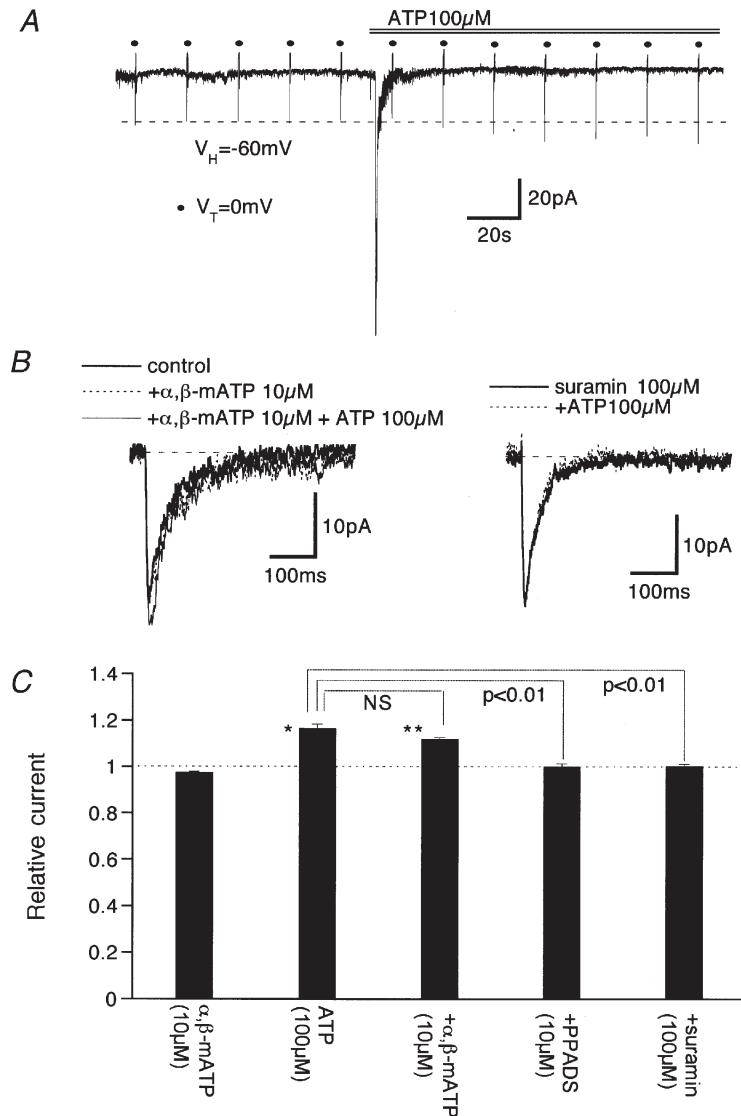 A
ATP100µM
V_H=-60mV
• V_T=0mV
20pA
20s
B
control
+α,β-mATP 10µM
+α,β-mATP 10µM + ATP 100µM
suramin 100µM
+ATP100µM
10pA
100ms
10pA
100ms
C
Relative current
1.4
1.2
1
0.8
0.6
0.4
0.2
0
*
**
NS
p<0.01
p<0.01
α,β-mATP
(10µM)
ATP
(100µM)
+α,β-mATP
(10µM)
+PPADS
(10µM)
+suramin
(100µM)